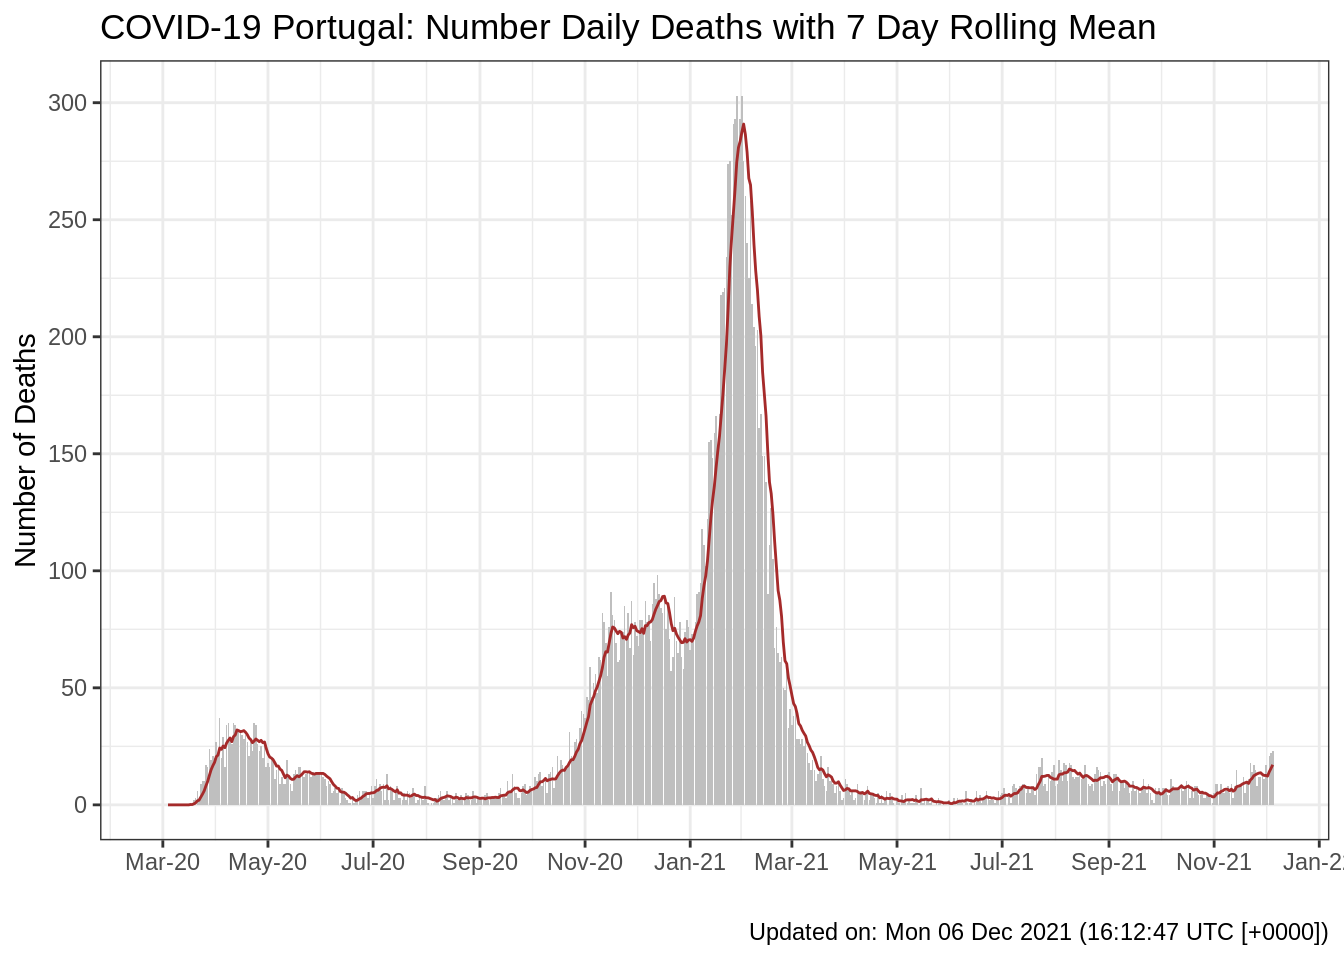 COVID-19 Portugal: Number Daily Deaths with 7 Day Rolling Mean
Number of Deaths
300
250
200
150
100
50
0
Mar-20 May-20 Jul-20 Sep-20 Nov-20 Jan-21 Mar-21 May-21 Jul-21 Sep-21 Nov-21 Jan-2
Updated on: Mon 06 Dec 2021 (16:12:47 UTC [+0000])